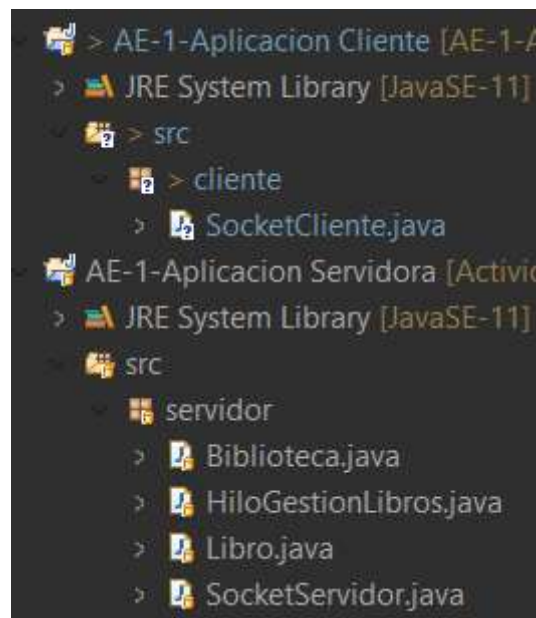 > AE-1-Aplicacion Cliente [AE-1-A
JRE System Library [JavaSE-11]
> src
> cliente
SocketCliente.java
AE-1-Aplicacion Servidora [Activi
JRE System Library [JavaSE-11]
src
servidor
Biblioteca.java
HiloGestionLibros.java
Libro.java
SocketServidor.java